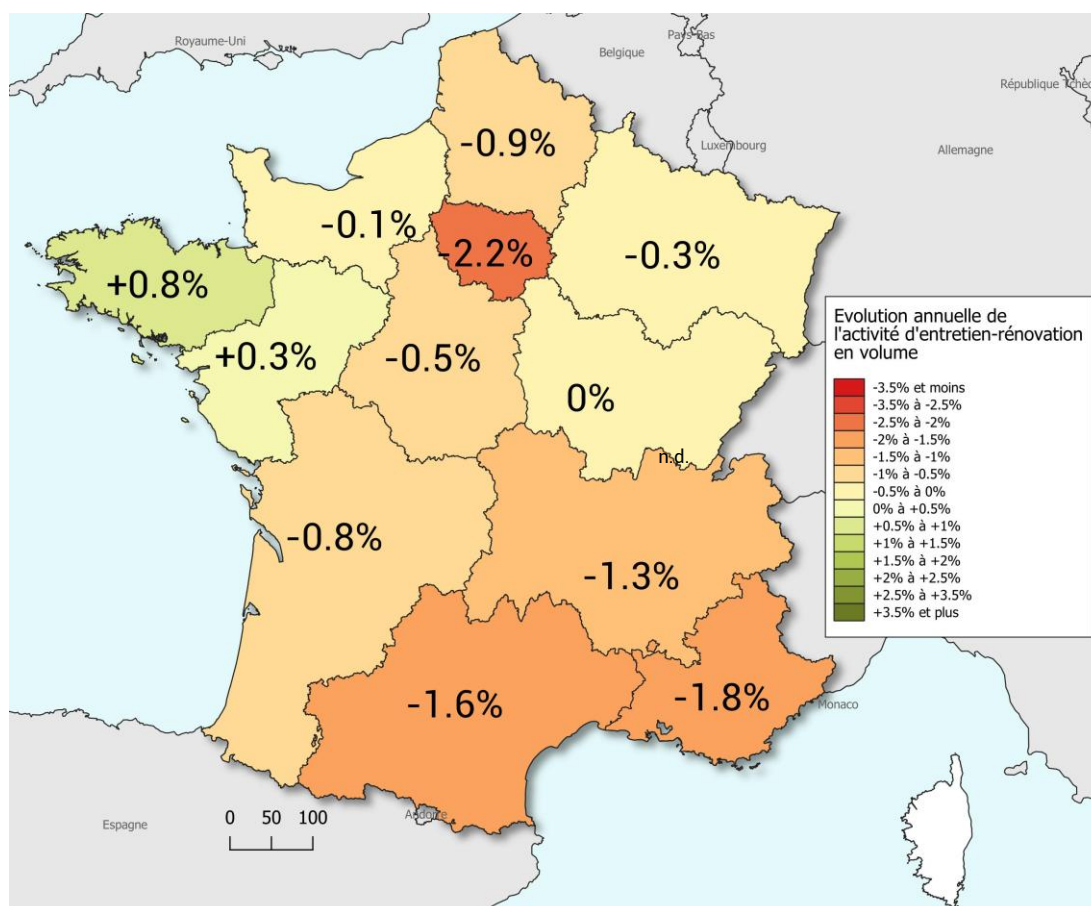 Royaume-Uni
Pays-Bas
Belgique
République Tchèq
Luxembourg
Allemagne
-0.9%
-0.1%
-2.2%
-0.3%
+0.8%
+0.3%
-0.5%
0%
n.d.
-0.8%
-1.3%
-1.6%
-1.8%
Monaco
Andorre
Espagne
0 50 100
Evolution annuelle de
l'activité d'entretien-rénovation
en volume
-3.5% et moins
-3.5% à -2.5%
-2.5% à -2%
-2% à -1.5%
-1.5% à -1%
-1% à -0.5%
-0.5% à 0%
0% à +0.5%
+0.5% à +1%
+1% à +1.5%
+1.5% à +2%
+2% à +2.5%
+2.5% à +3.5%
+3.5% et plus